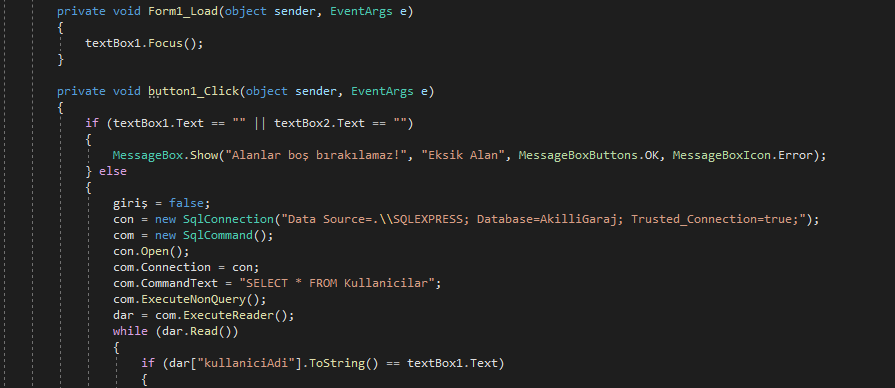 private void Form1_Load(object sender, EventArgs e)
{
textBox1.Focus();
}
private void button1_Click(object sender, EventArgs e)
{
if (textBox1.Text == "" || textBox2.Text == "")
{
MessageBox.Show("Alanlar boş bırakılamaz!", "Eksik Alan", MessageBoxButtons.OK, MessageBoxIcon.Error);
} else
{
giriş = false;
con = new SqlConnection("Data Source=.\\SQLEXPRESS; Database=AkilliGaraj; Trusted_Connection=true;");
com = new SqlCommand();
con.Open();
com.Connection = con;
com.CommandText = "SELECT * FROM Kullanicilar";
com.ExecuteNonQuery();
dar = com.ExecuteReader();
while (dar.Read())
{
if (dar["kullaniciAdi"].ToString() == textBox1.Text)
{